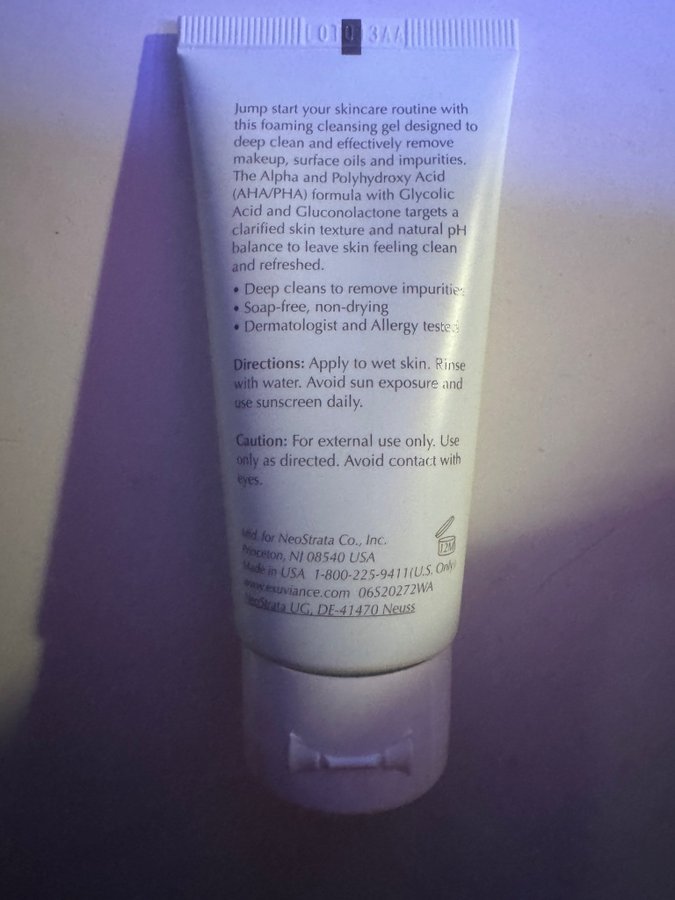 Jump start your skincare routine with
this foaming cleansing gel designed to
deep clean and effectively remove
makeup, surface oils and impurities.
The Alpha and Polyhydroxy Acid
(AHA/PHA) formula with Glycolic
Acid and Gluconolactone targets a
clarified skin texture and natural pH
balance to leave skin feeling clean
and refreshed.
• Deep cleans to remove impurities
• Soap-free, non-drying
• Dermatologist and Allergy tested
Directions: Apply to wet skin. Rinse
with water. Avoid sun exposure and
use sunscreen daily.
Caution: For external use only. Use
only as directed. Avoid contact with
eyes.
Mfd. for NeoStrata Co., Inc.
Princeton, NJ 08540 USA
Made in USA 1-800-225-9411(U.S. Only)
www.exuviance.com 06S20272WA
NeoStrata UG, DE-41470 Neuss
12M